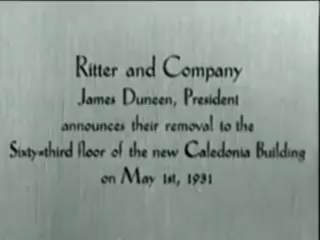 Ritter and Company
James Duneen, President
announces their removal to the
Sixty=third floor of the new Caledonia Building
on May 1st, 1931